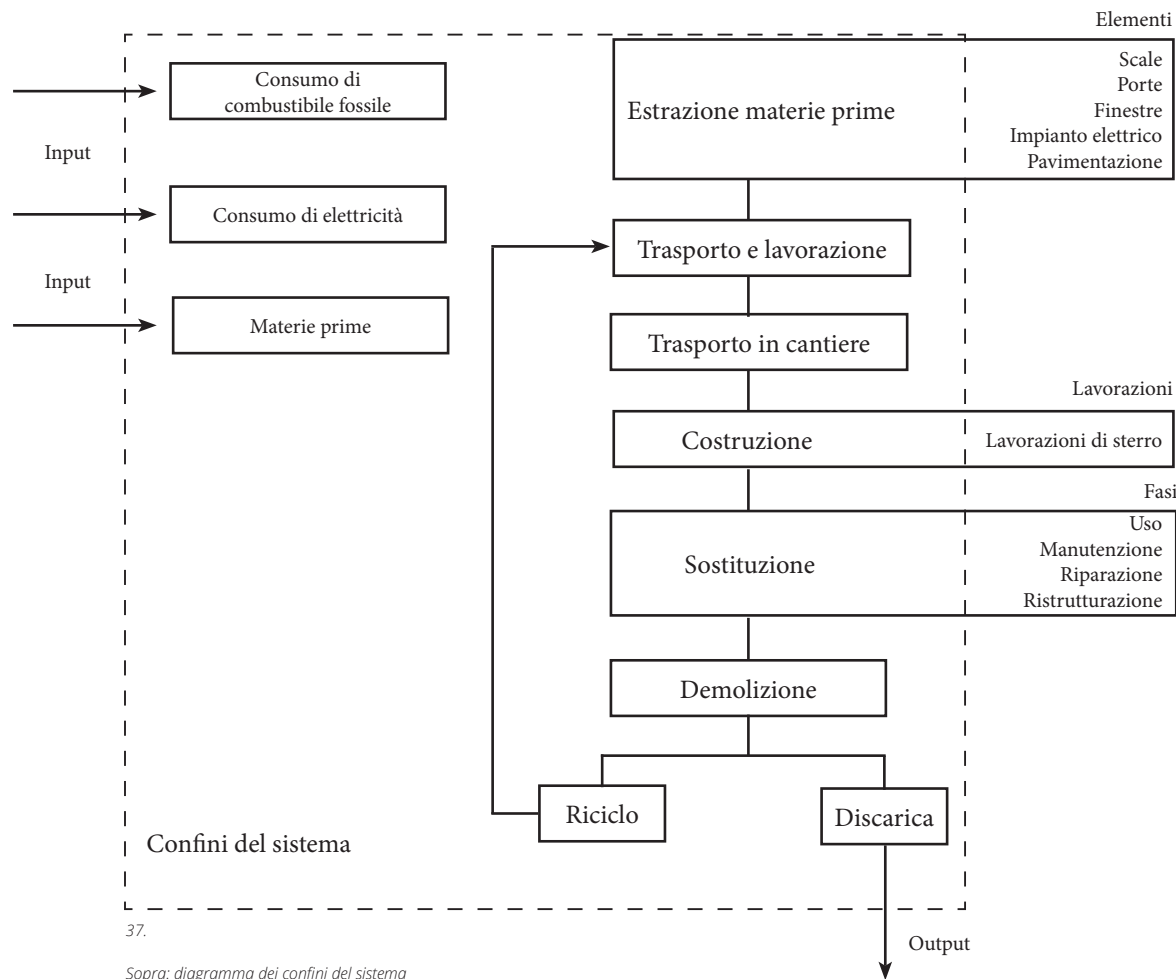 Elementi
Consumo di
combustibile fossile
Input
Consumo di elettricità
Input
Materie prime
Estrazione materie prime
Scale
Porte
Finestre
Impianto elettrico
Pavimentazione
Trasporto e lavorazione
Trasporto in cantiere
Lavorazioni
Costruzione
Lavorazioni di sterro
Fasi
Sostituzione
Uso
Manutenzione
Riparazione
Ristrutturazione
Demolizione
Riciclo
Discarica
Confini del sistema
Output
37.
Sopra: diagramma dei confini del sistema